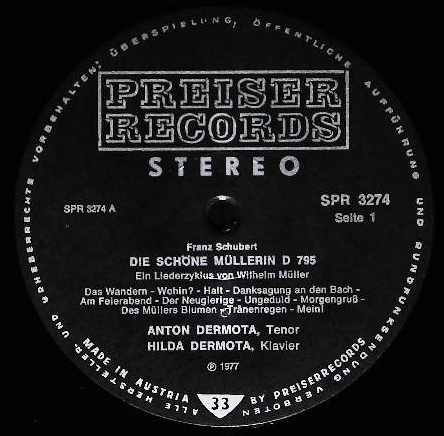 ALLE HERSTELLER- UND URHEBERRECHTE VORBEHALTEN; ÜBERSPIELUNG, ÖFFENTLICHE AUFFÜHRUNG UND RUNDFUNKSENDUNG VERBOTEN
PREISER
RECORDS
STEREO
SPR 3274
SPR 3274 A
Seite 1
Franz Schubert
DIE SCHÖNE MÜLLERIN D 795
Ein Liederzyklus von Wilhelm Müller
Das Wandern - Wohin? - Halt - Danksagung an den Bach -
Am Feierabend - Der Neugierige - Ungeduld - Morgengruß -
Des Müllers Blumen - Tränenregen - Mein!
ANTON DERMOTA, Tenor
HILDA DERMOTA, Klavier
℗ 1977
MADE IN AUSTRIA 33 BY PREISERRECORDS